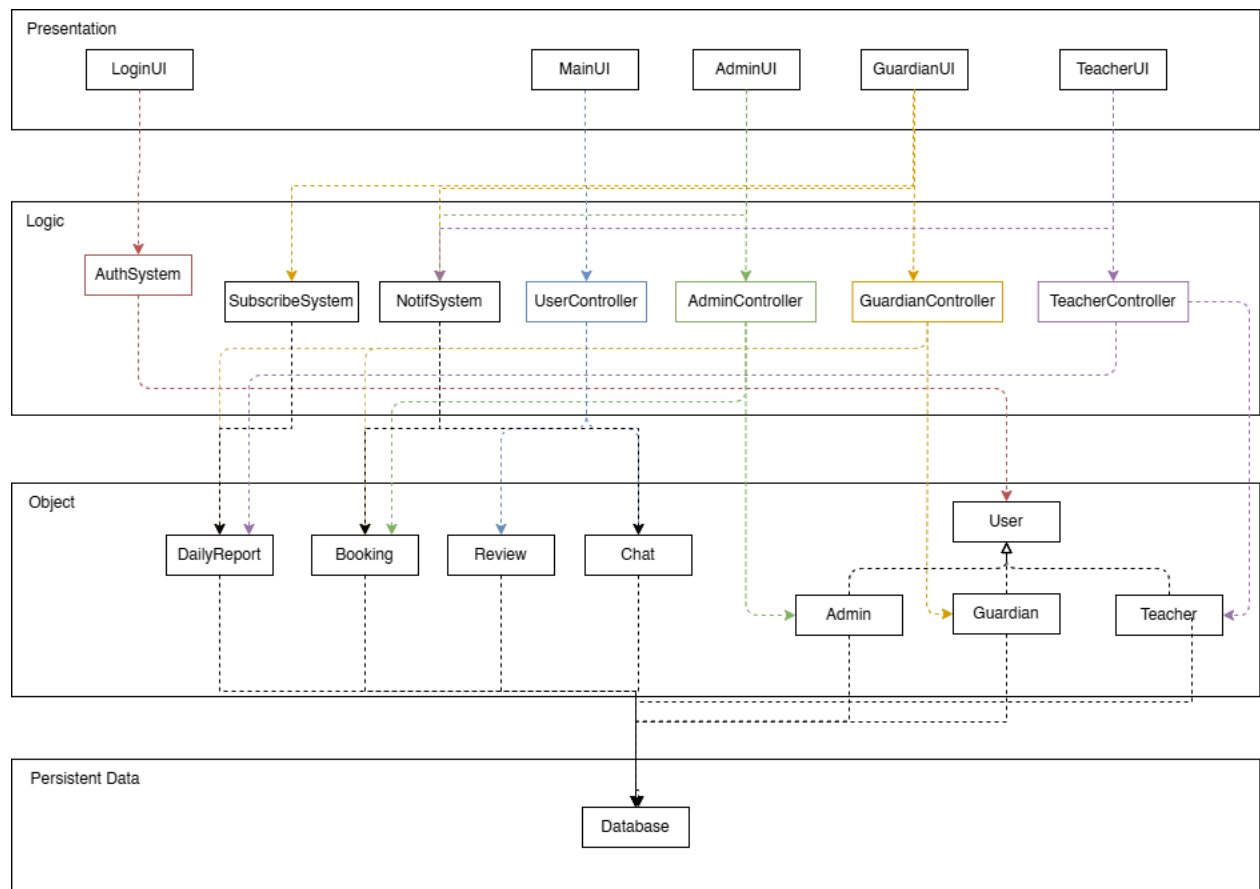 Presentation
LoginUI
MainUI
AdminUI
GuardianUI
TeacherUI
Logic
AuthSystem
SubscribeSystem
NotifSystem
UserController
AdminController
GuardianController
TeacherController
Object
User
DailyReport
Booking
Review
Chat
Admin
Guardian
Teacher
Persistent Data
Database